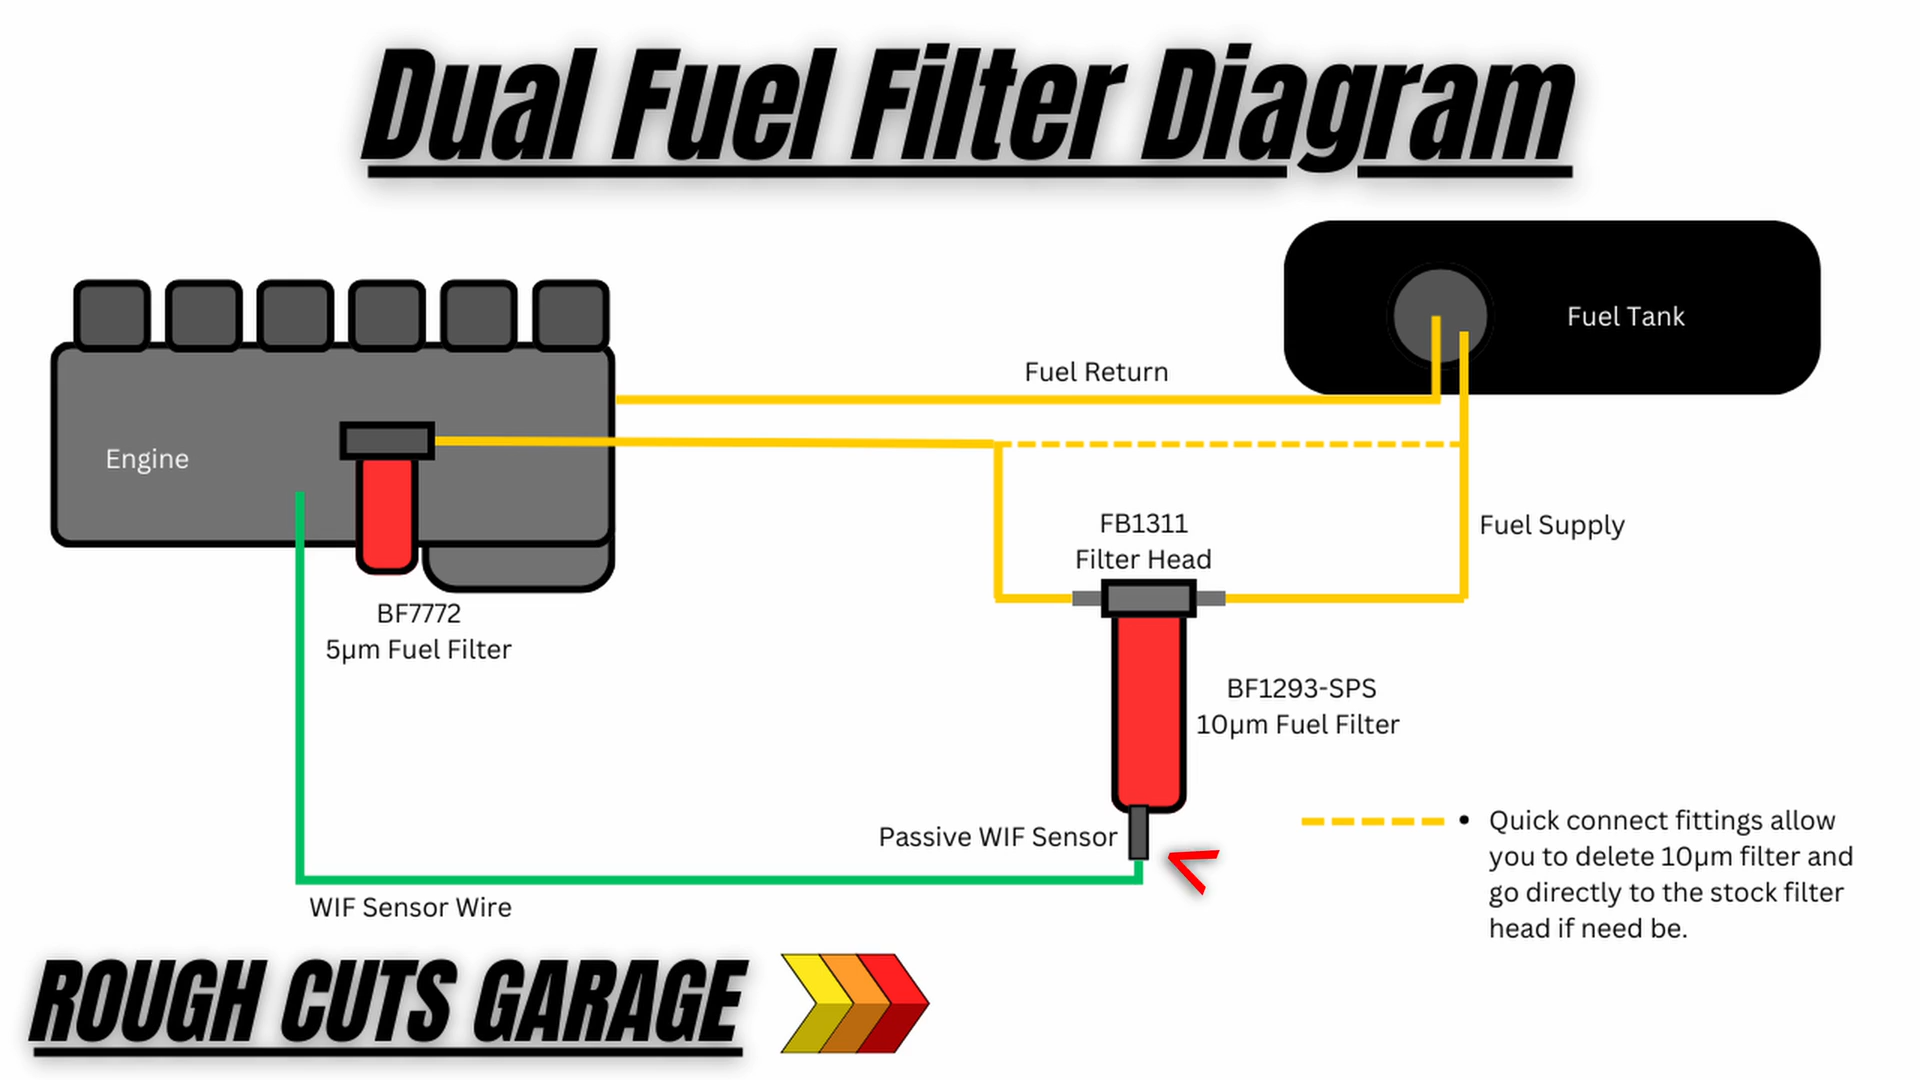 Dual Fuel Filter Diagram
Fuel Tank
Fuel Return
Engine
FB1311
Filter Head
Fuel Supply
BF7772
5µm Fuel Filter
BF1293-SPS
10µm Fuel Filter
Passive WIF Sensor
WIF Sensor Wire
• Quick connect fittings allow
you to delete 10µm filter and
go directly to the stock filter
head if need be.
ROUGH CUTS GARAGE